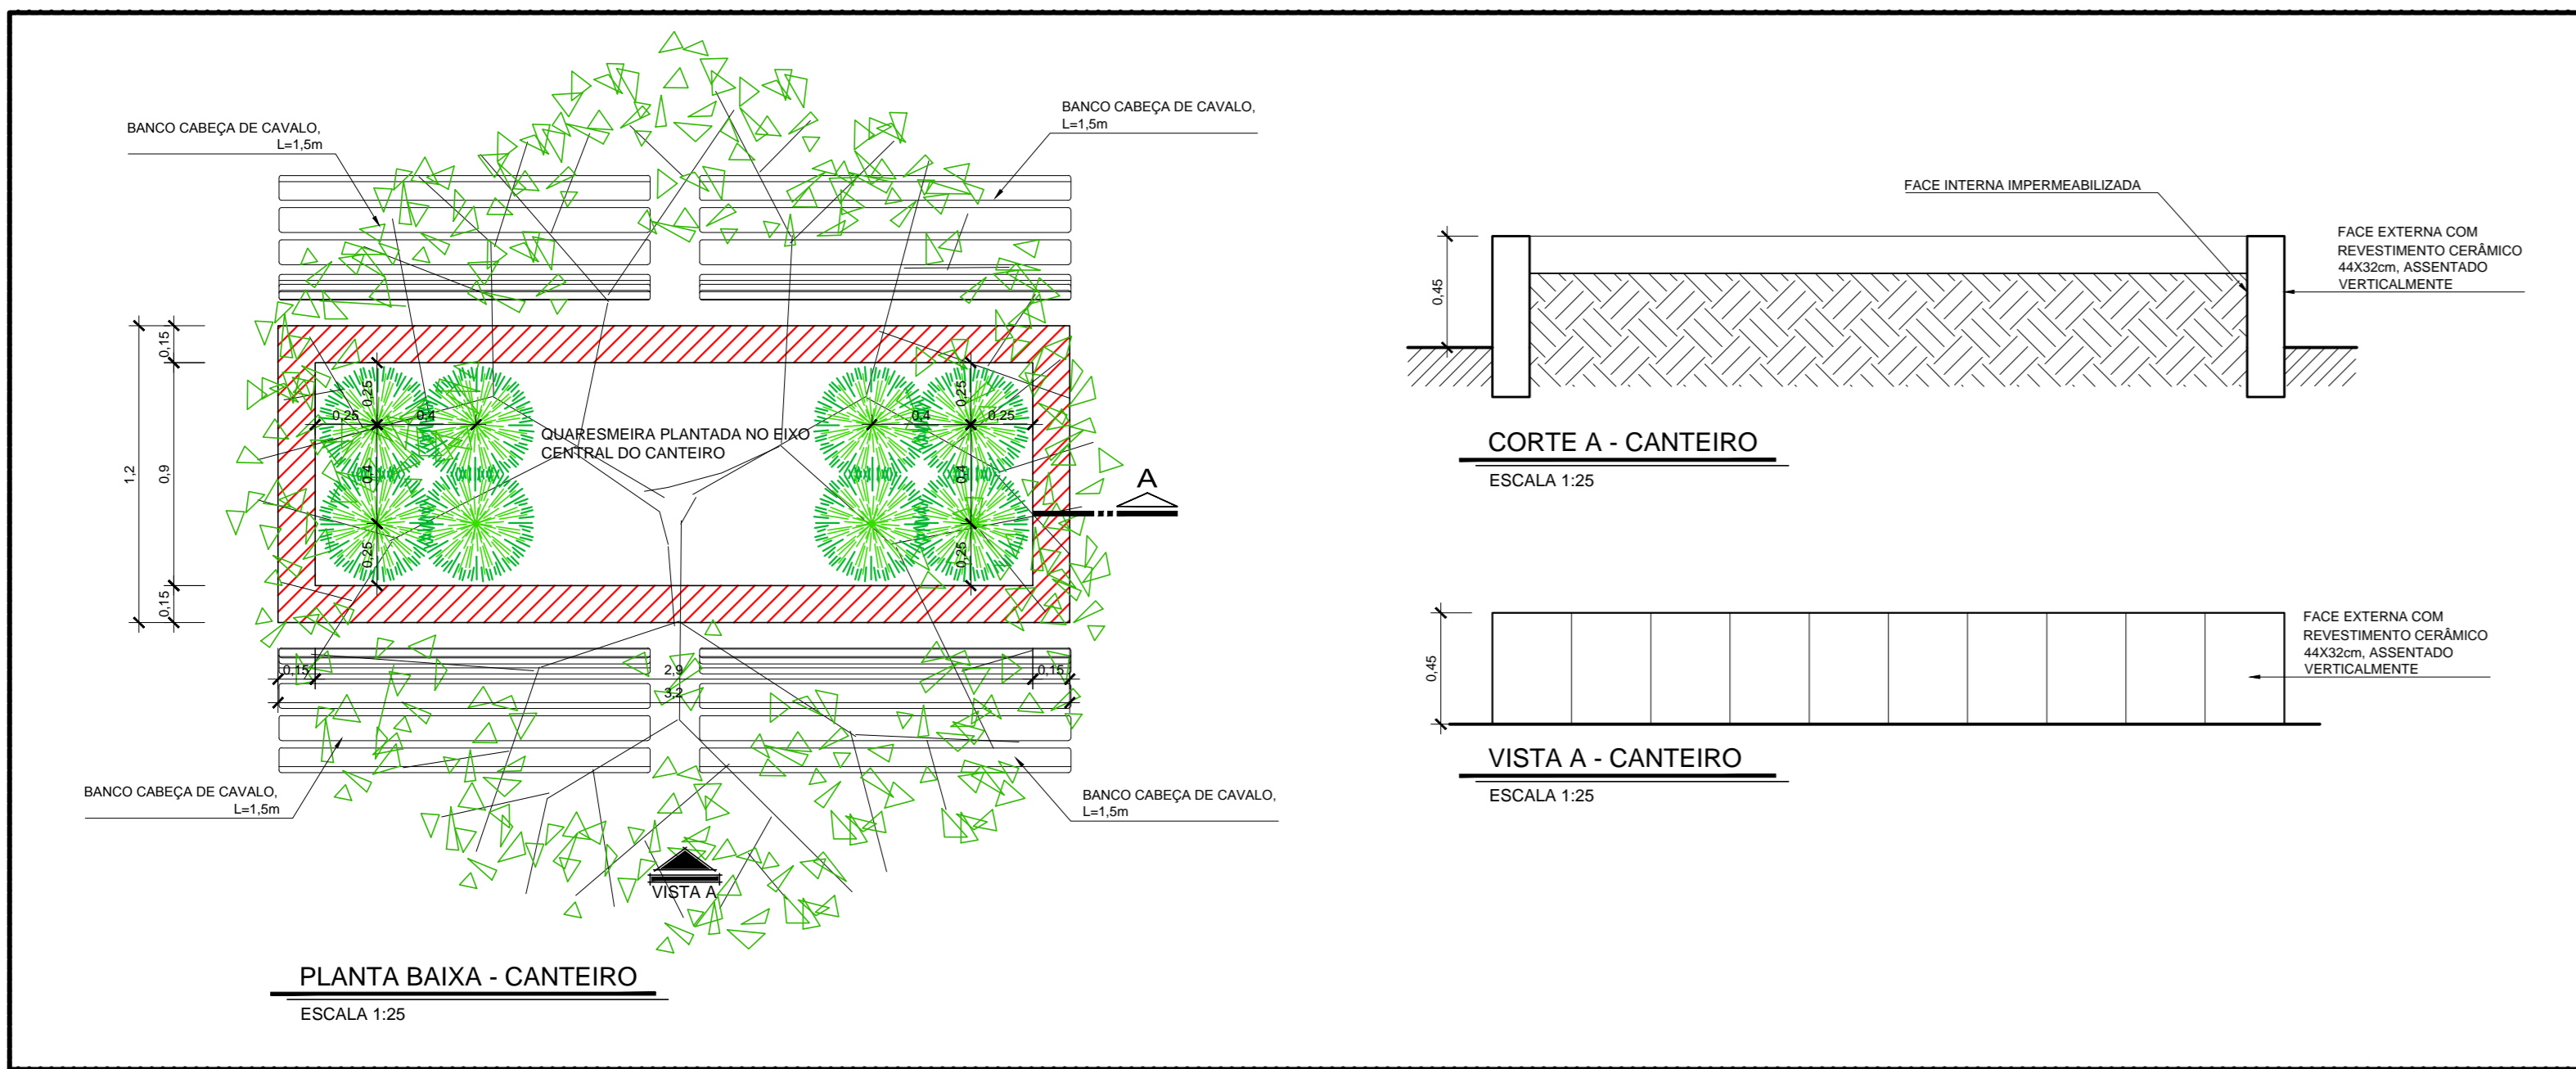 BANCO CABEÇA DE CAVALO,
L=1,5m
BANCO CABEÇA DE CAVALO,
L=1,5m
1,2
0,15
0,9
0,15
0,25
0,25
0,4
0,4
0,25
0,25
0,4
0,25
0,4
0,25
QUARESMEIRA PLANTADA NO EIXO
CENTRAL DO CANTEIRO
A
0,15
2,9
0,15
3,2
BANCO CABEÇA DE CAVALO,
L=1,5m
BANCO CABEÇA DE CAVALO,
L=1,5m
VISTA A
PLANTA BAIXA - CANTEIRO
ESCALA 1:25
FACE INTERNA IMPERMEABILIZADA
FACE EXTERNA COM
REVESTIMENTO CERÂMICO
44X32cm, ASSENTADO
VERTICALMENTE
0,45
CORTE A - CANTEIRO
ESCALA 1:25
FACE EXTERNA COM
REVESTIMENTO CERÂMICO
44X32cm, ASSENTADO
VERTICALMENTE
0,45
VISTA A - CANTEIRO
ESCALA 1:25